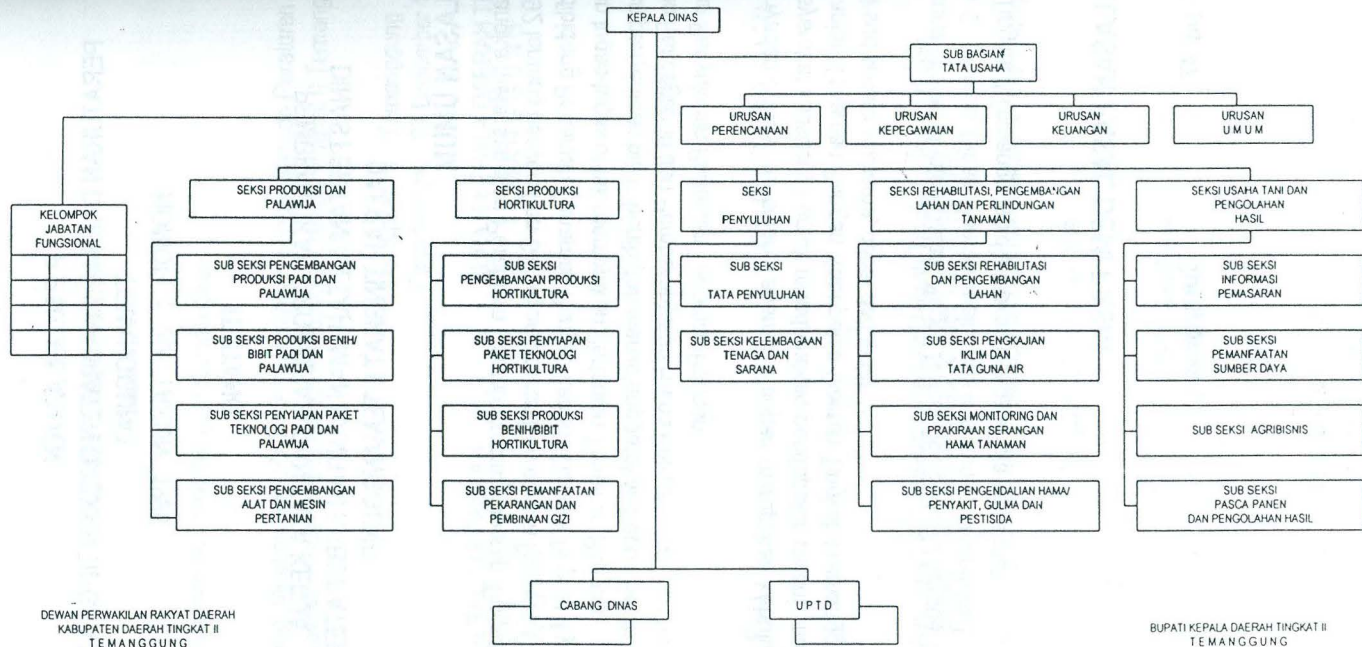 KEPALA DINAS
SUB BAGIAN
TATA USAHA
URUSAN
PERENCANAAN
URUSAN
KEPEGAWAIAN
URUSAN
KEUANGAN
URUSAN
U M U M
KELOMPOK
JABATAN
FUNGSIONAL
SEKSI PRODUKSI DAN
PALAWIJA
SEKSI PRODUKSI
HORTIKULTURA
SEKSI
PENYULUHAN
SEKSI REHABILITASI, PENGEMBANGAN
LAHAN DAN PERLINDUNGAN
TANAMAN
SEKSI USAHA TANI DAN
PENGOLAHAN
HASIL
SUB SEKSI PENGEMBANGAN
PRODUKSI PADI DAN
PALAWIJA
SUB SEKSI
PENGEMBANGAN PRODUKSI
HORTIKULTURA
SUB SEKSI
TATA PENYULUHAN
SUB SEKSI REHABILITASI
DAN PENGEMBANGAN
LAHAN
SUB SEKSI
INFORMASI
PEMASARAN
SUB SEKSI PRODUKSI BENIH/
BIBIT PADI DAN
PALAWIJA
SUB SEKSI PENYIAPAN
PAKET TEKNOLOGI
HORTIKULTURA
SUB SEKSI KELEMBAGAAN
TENAGA DAN
SARANA
SUB SEKSI PENGKAJIAN
IKLIM DAN
TATA GUNA AIR
SUB SEKSI
PEMANFAATAN
SUMBER DAYA
SUB SEKSI PENYIAPAN PAKET
TEKNOLOGI PADI DAN
PALAWIJA
SUB SEKSI PRODUKSI
BENIH/BIBIT
HORTIKULTURA
SUB SEKSI MONITORING DAN
PRAKIRAAN SERANGAN
HAMA TANAMAN
SUB SEKSI AGRIBISNIS
SUB SEKSI PENGEMBANGAN
ALAT DAN MESIN
PERTANIAN
SUB SEKSI PEMANFAATAN
PEKARANGAN DAN
PEMBINAAN GIZI
SUB SEKSI PENGENDALIAN HAMA/
PENYAKIT, GULMA DAN
PESTISIDA
SUB SEKSI
PASCA PANEN
DAN PENGOLAHAN HASIL
CABANG DINAS
U P T D
DEWAN PERWAKILAN RAKYAT DAERAH
KABUPATEN DAERAH TINGKAT II
T E M A N G G U N G
BUPATI KEPALA DAERAH TINGKAT II
T E M A N G G U N G